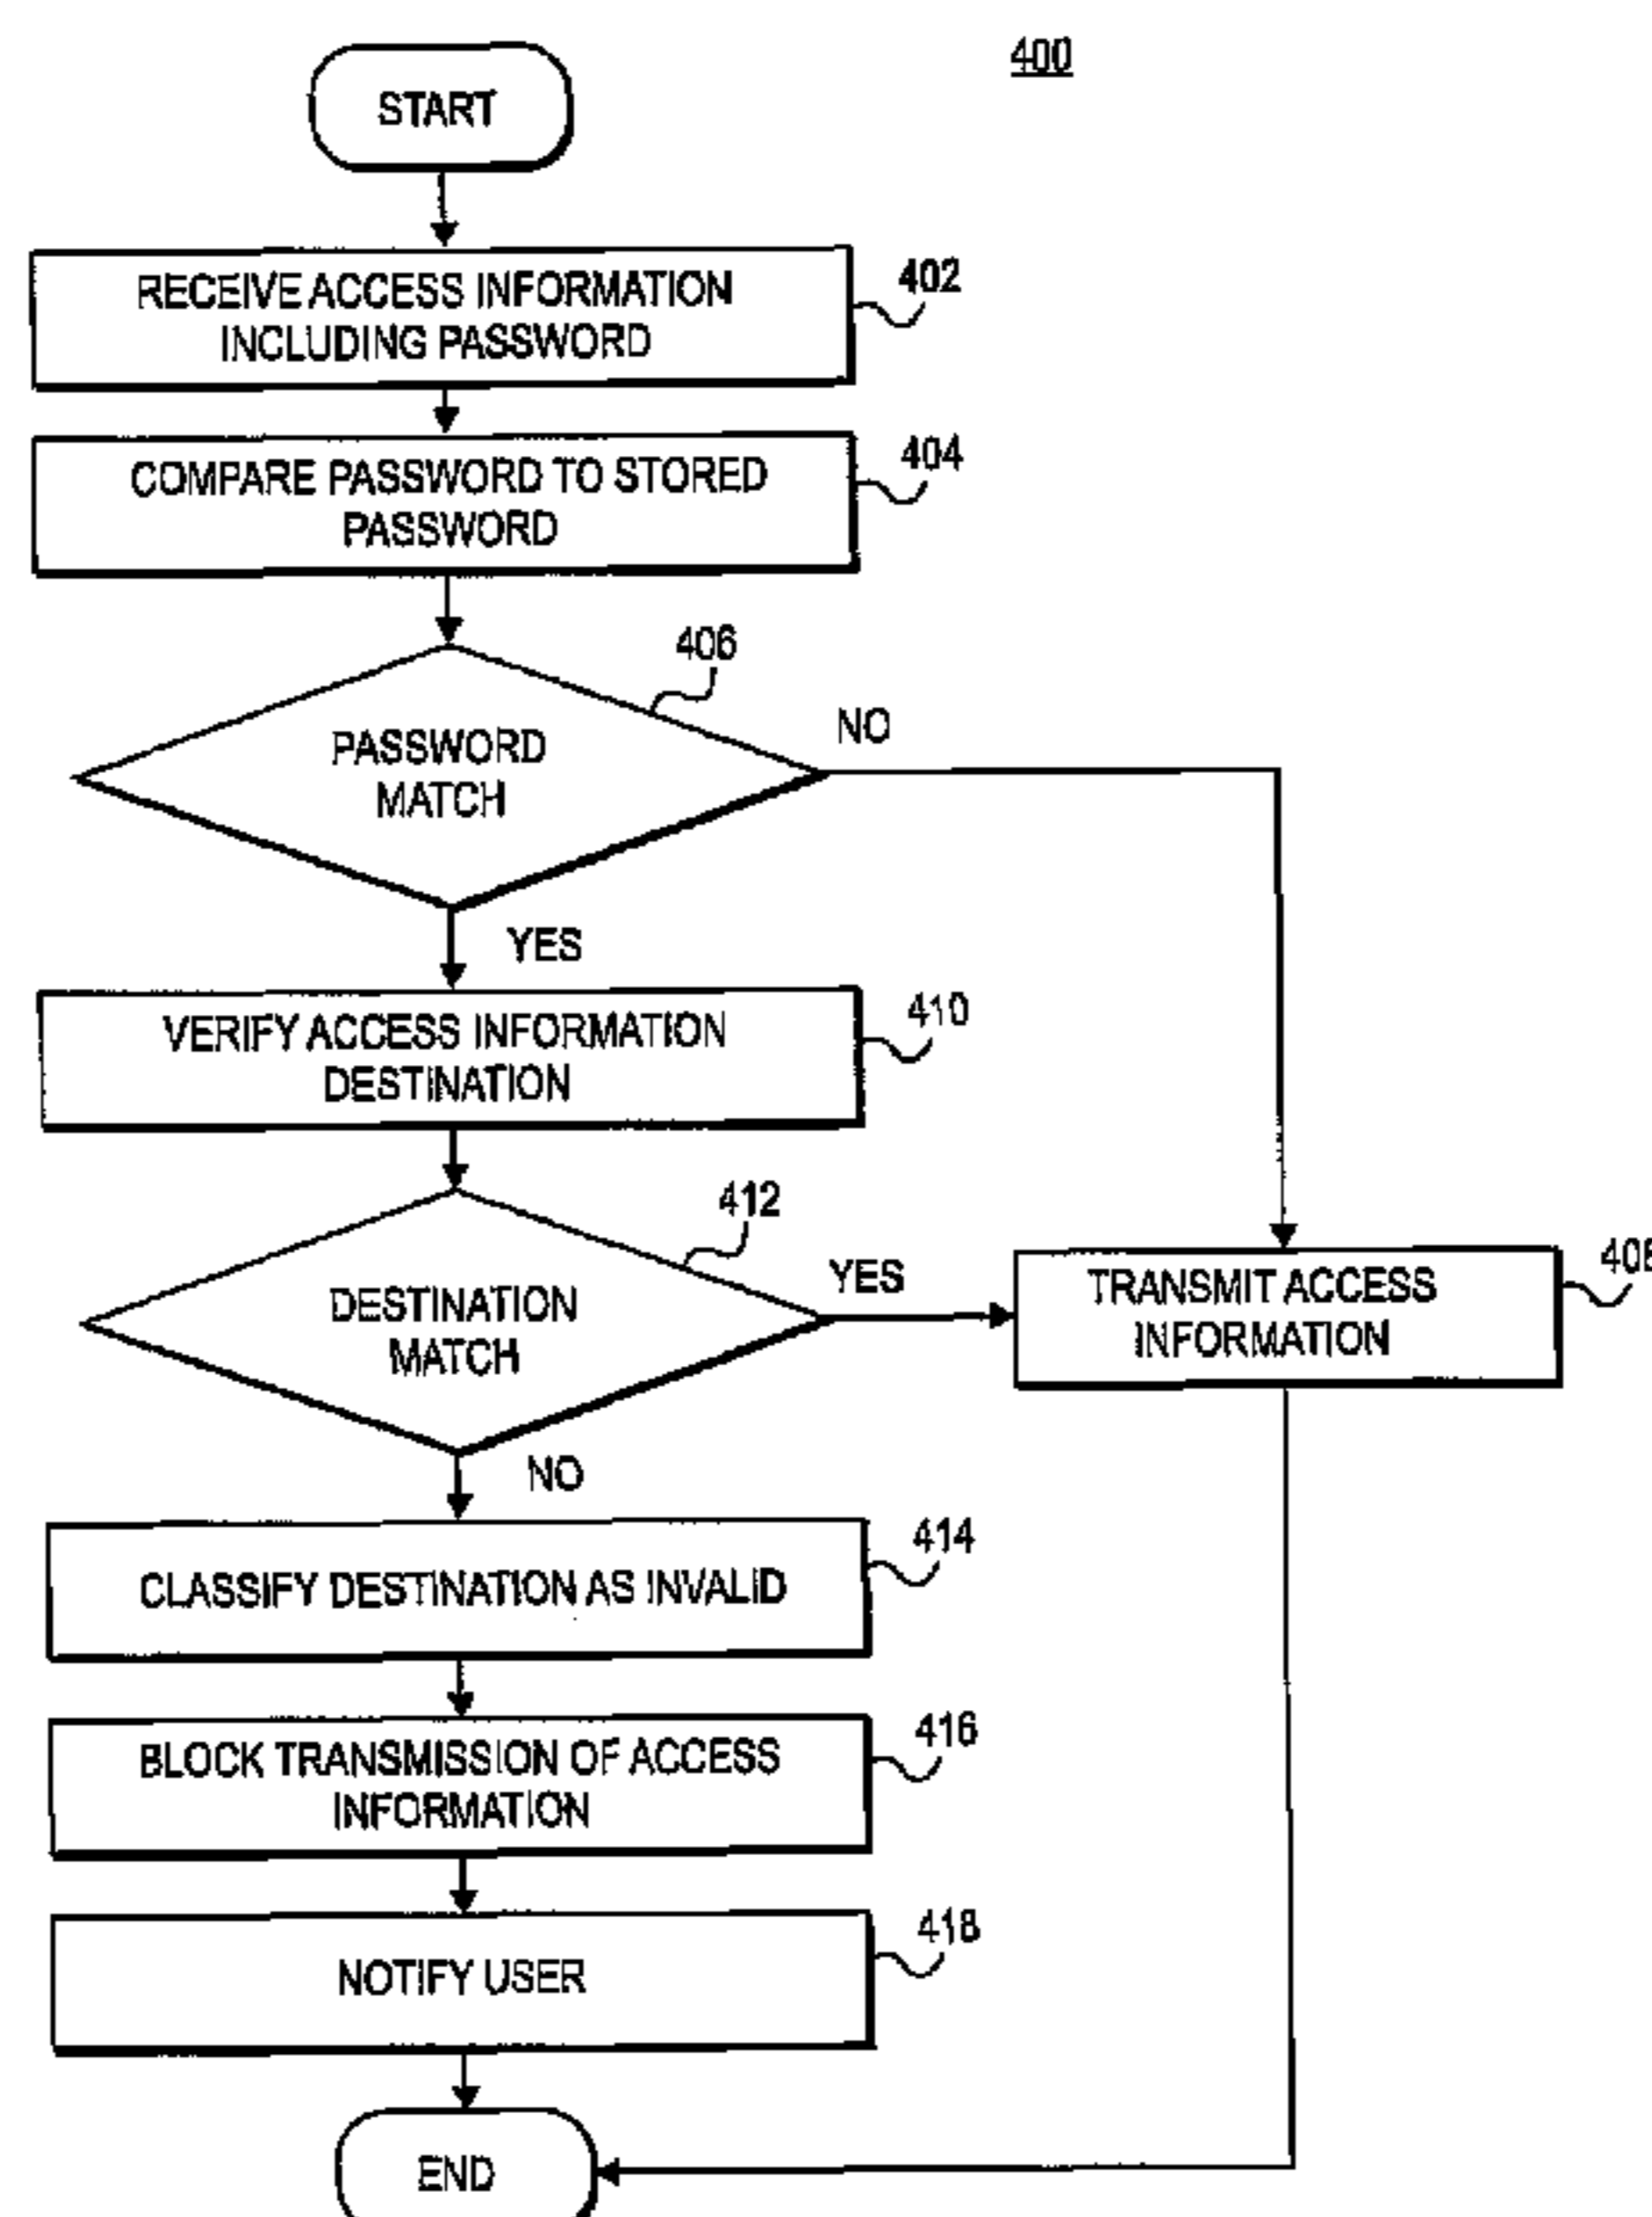 400
START
RECEIVE ACCESS INFORMATION
INCLUDING PASSWORD
402
COMPARE PASSWORD TO STORED
PASSWORD
404
406
PASSWORD
MATCH
NO
YES
VERIFY ACCESS INFORMATION
DESTINATION
410
412
DESTINATION
MATCH
YES
TRANSMIT ACCESS
INFORMATION
408
NO
CLASSIFY DESTINATION AS INVALID
414
BLOCK TRANSMISSION OF ACCESS
INFORMATION
416
NOTIFY USER
418
END